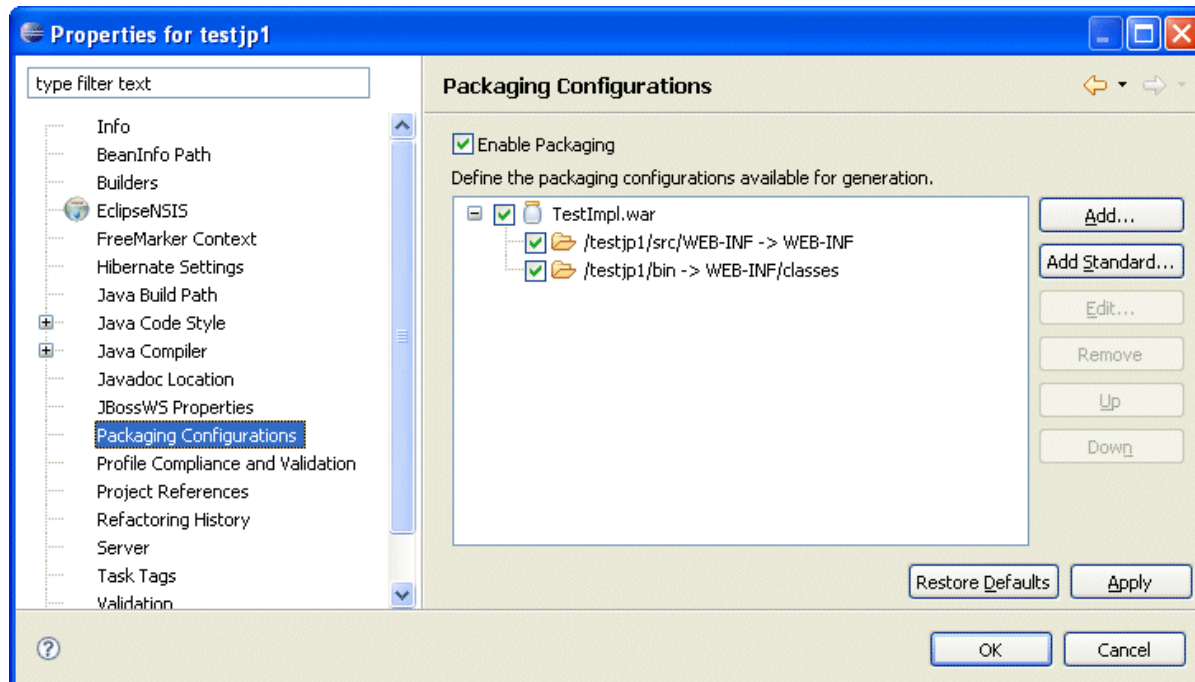 Properties for testjp1
type filter text
Info
BeanInfo Path
Builders
EclipseNSIS
FreeMarker Context
Hibernate Settings
Java Build Path
Java Code Style
Java Compiler
Javadoc Location
JBossWS Properties
Packaging Configurations
Profile Compliance and Validation
Project References
Refactoring History
Server
Task Tags
Validation
Packaging Configurations
Enable Packaging
Define the packaging configurations available for generation.
TestImpl.war
/testjp1/src/WEB-INF -> WEB-INF
/testjp1/bin -> WEB-INF/classes
Add...
Add Standard...
Edit...
Remove
Up
Down
Restore Defaults
Apply
OK
Cancel